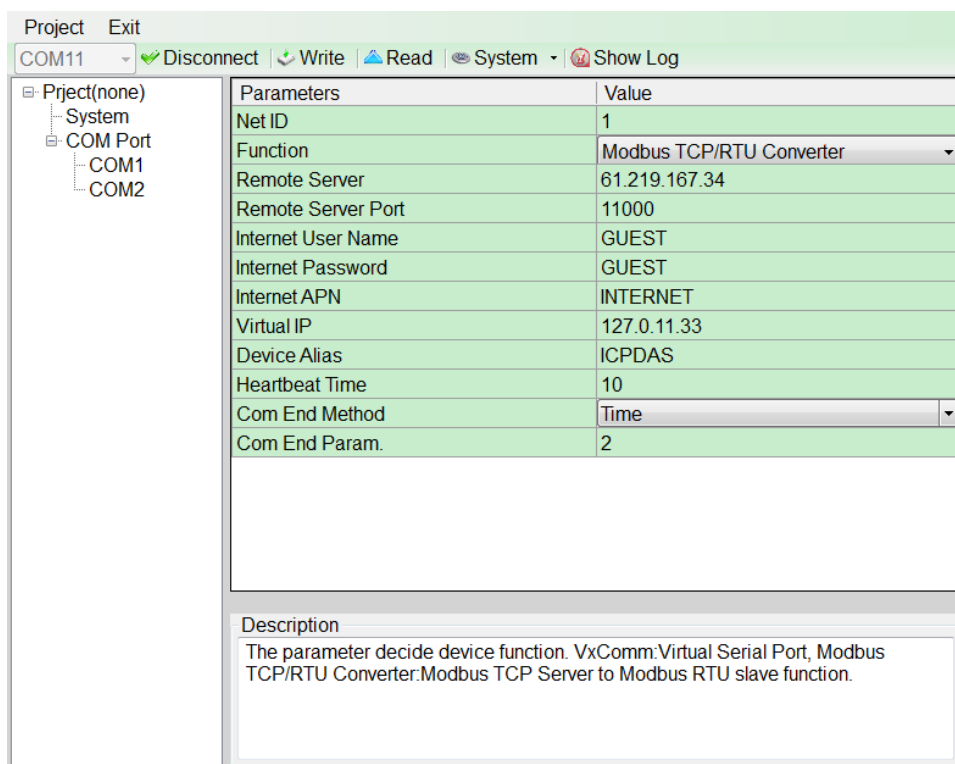 Project Exit
COM11 Disconnect Write Read System Show Log
Prject(none)
System
COM Port
COM1
COM2
Parameters Value
Net ID 1
Function Modbus TCP/RTU Converter
Remote Server 61.219.167.34
Remote Server Port 11000
Internet User Name GUEST
Internet Password GUEST
Internet APN INTERNET
Virtual IP 127.0.11.33
Device Alias ICPDAS
Heartbeat Time 10
Com End Method Time
Com End Param. 2
Description
The parameter decide device function. VxComm:Virtual Serial Port, Modbus
TCP/RTU Converter:Modbus TCP Server to Modbus RTU slave function.